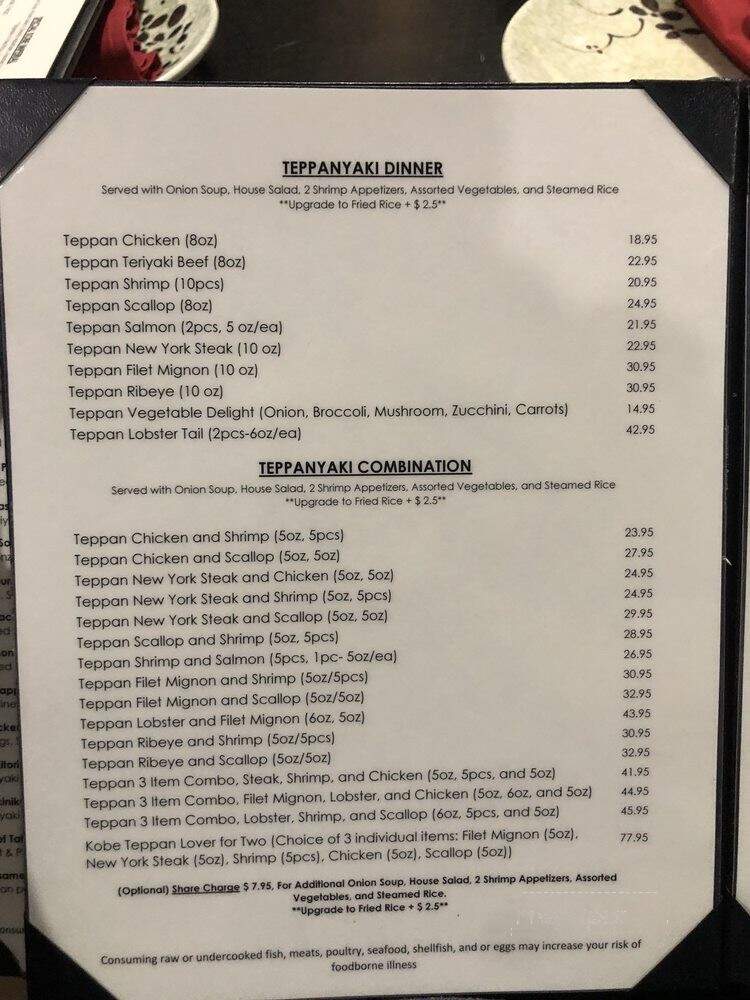 TEPPANYAKI DINNER
Served with Onion Soup, House Salad, 2 Shrimp Appetizers, Assorted Vegetables, and Steamed Rice
**Upgrade to Fried Rice + $ 2.5**
Teppan Chicken (8oz) 18.95
Teppan Teriyaki Beef (8oz) 22.95
Teppan Shrimp (10pcs) 20.95
Teppan Scallop (8oz) 24.95
Teppan Salmon (2pcs, 5 oz/ea) 21.95
Teppan New York Steak (10 oz) 22.95
Teppan Filet Mignon (10 oz) 30.95
Teppan Ribeye (10 oz) 30.95
Teppan Vegetable Delight (Onion, Broccoli, Mushroom, Zucchini, Carrots) 14.95
Teppan Lobster Tail (2pcs-6oz/ea) 42.95
TEPPANYAKI COMBINATION
Served with Onion Soup, House Salad, 2 Shrimp Appetizers, Assorted Vegetables, and Steamed Rice
**Upgrade to Fried Rice + $ 2.5**
Teppan Chicken and Shrimp (5oz, 5pcs) 23.95
Teppan Chicken and Scallop (5oz, 5oz) 27.95
Teppan New York Steak and Chicken (5oz, 5oz) 24.95
Teppan New York Steak and Shrimp (5oz, 5pcs) 24.95
Teppan New York Steak and Scallop (5oz, 5oz) 29.95
Teppan Scallop and Shrimp (5oz, 5pcs) 28.95
Teppan Shrimp and Salmon (5pcs, 1pc- 5oz/ea) 26.95
Teppan Filet Mignon and Shrimp (5oz/5pcs) 30.95
Teppan Filet Mignon and Scallop (5oz/5oz) 32.95
Teppan Lobster and Filet Mignon (6oz, 5oz) 43.95
Teppan Ribeye and Shrimp (5oz/5pcs) 30.95
Teppan Ribeye and Scallop (5oz/5oz) 32.95
Teppan 3 Item Combo, Steak, Shrimp, and Chicken (5oz, 5pcs, and 5oz) 41.95
Teppan 3 Item Combo, Filet Mignon, Lobster, and Chicken (5oz, 6oz, and 5oz) 44.95
Teppan 3 Item Combo, Lobster, Shrimp, and Scallop (6oz, 5pcs, and 5oz) 45.95
Kobe Teppan Lover for Two (Choice of 3 individual items: Filet Mignon (5oz), 77.95
New York Steak (5oz), Shrimp (5pcs), Chicken (5oz), Scallop (5oz))
(Optional) Share Charge $ 7.95, For Additional Onion Soup, House Salad, 2 Shrimp Appetizers, Assorted
Vegetables, and Steamed Rice.
**Upgrade to Fried Rice + $ 2.5**
Consuming raw or undercooked fish, meats, poultry, seafood, shellfish, and or eggs may increase your risk of
foodborne illness